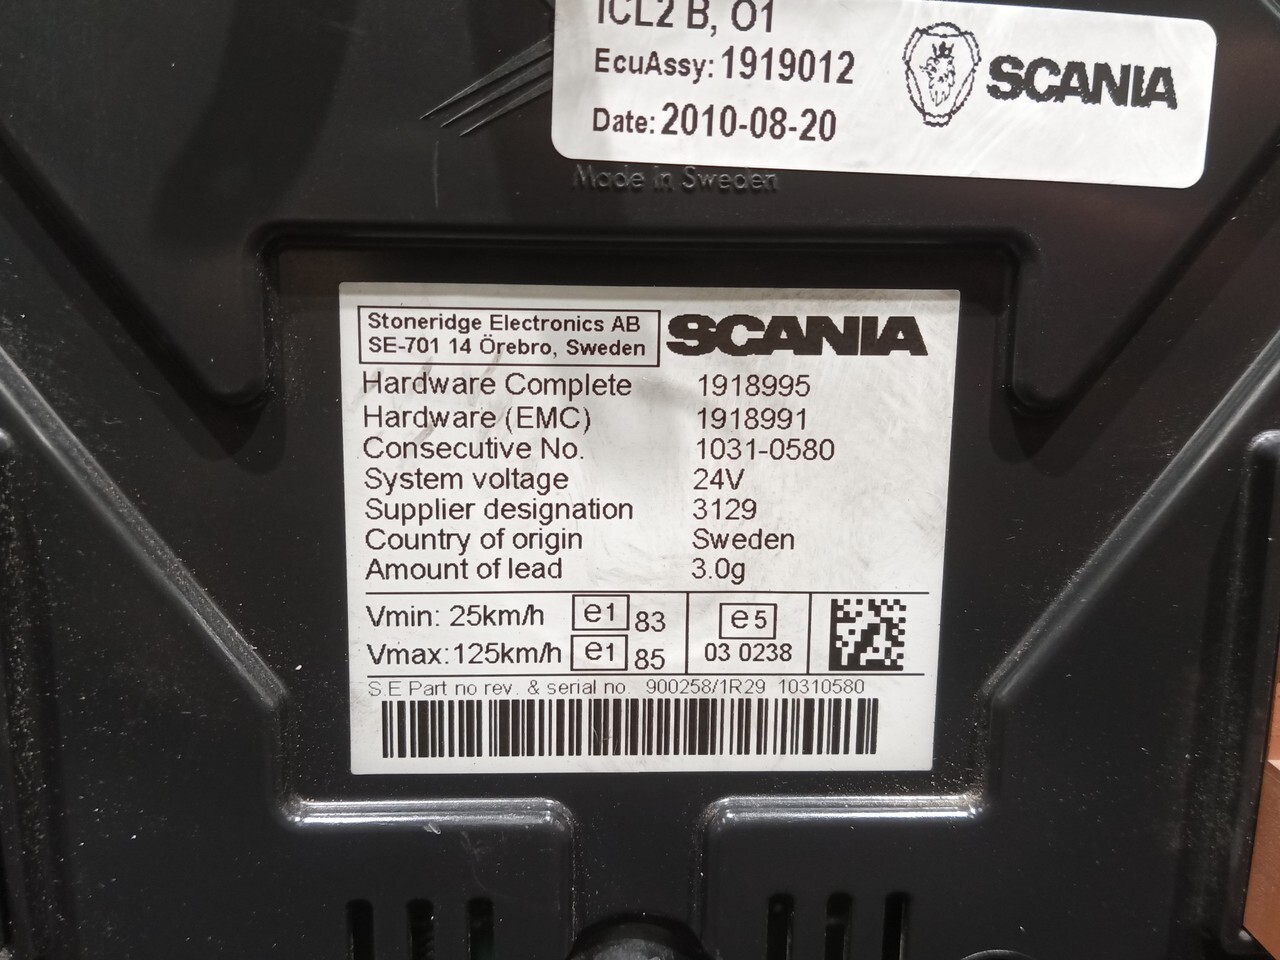 ICL2 B, O1
EcuAssy: 1919012
Date: 2010-08-20
SCANIA
Made in Sweden
Stoneridge Electronics AB
SE-701 14 Örebro, Sweden
SCANIA
Hardware Complete 1918995
Hardware (EMC) 1918991
Consecutive No. 1031-0580
System voltage 24V
Supplier designation 3129
Country of origin Sweden
Amount of lead 3.0g
Vmin: 25km/h e1 83
Vmax: 125km/h e1 85
e5
03 0238
S.E Part no rev. & serial no. 900258/1R29 10310580